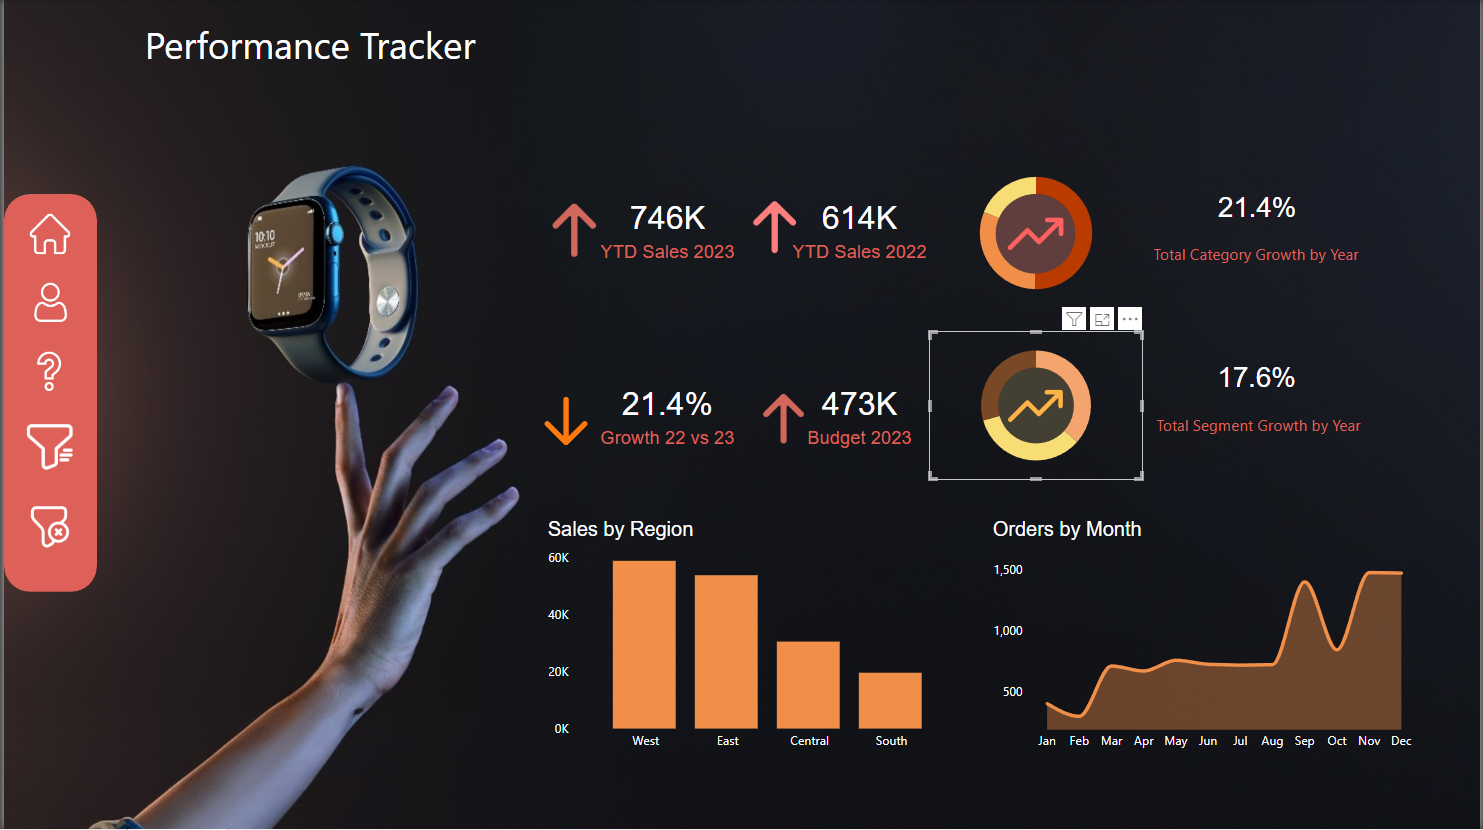 Performance Tracker
10:10
MOCKUP
746K
YTD Sales 2023
614K
YTD Sales 2022
21.4%
Total Category Growth by Year
21.4%
Growth 22 vs 23
473K
Budget 2023
17.6%
Total Segment Growth by Year
Sales by Region
60K
40K
20K
0K
West East Central South
Orders by Month
1,500
1,000
500
Jan Feb Mar Apr May Jun Jul Aug Sep Oct Nov Dec